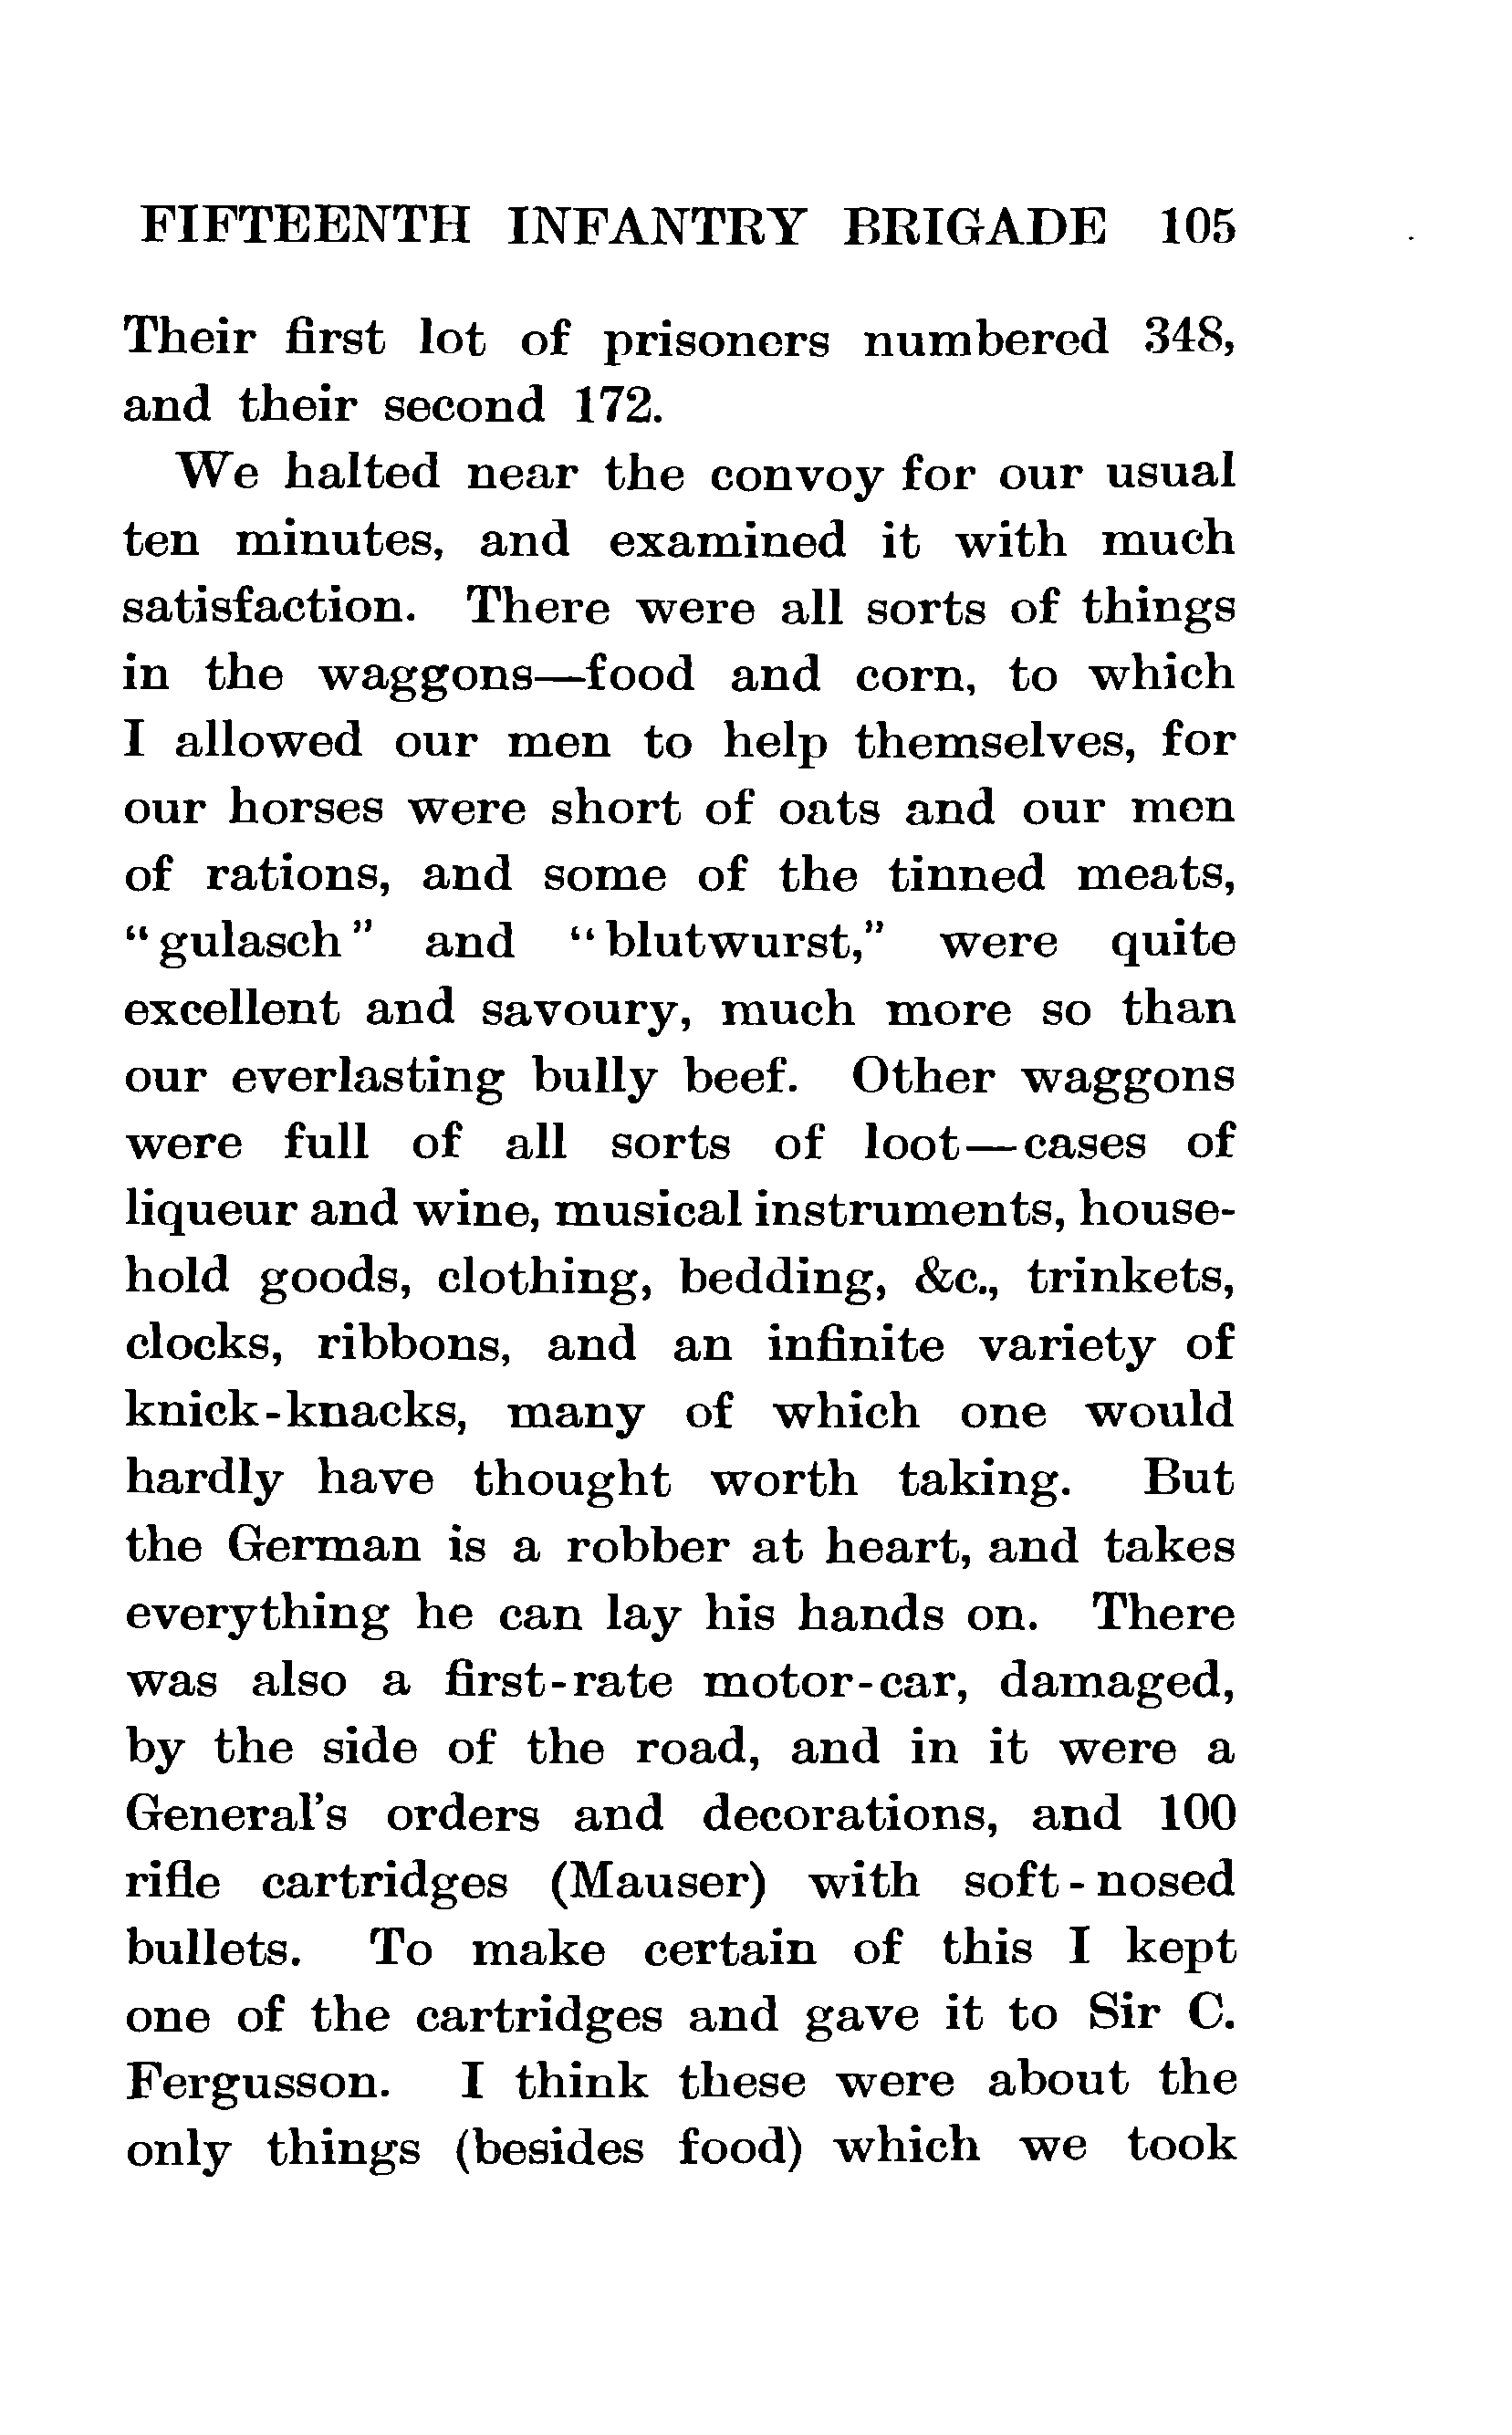 FIFTEENTH INFANTRY BRIGADE 105
Their first lot of prisoners numbered 348,
and their second 172.
We halted near the convoy for our usual
ten minutes, and examined it with much
satisfaction. There were all sorts of things
in the waggons—food and corn, to which
I allowed our men to help themselves, for
our horses were short of oats and our men
of rations, and some of the tinned meats,
"gulasch" and "blutwurst," were quite
excellent and savoury, much more so than
our everlasting bully beef. Other waggons
were full of all sorts of loot—cases of
liqueur and wine, musical instruments, house-
hold goods, clothing, bedding, &c., trinkets,
clocks, ribbons, and an infinite variety of
knick-knacks, many of which one would
hardly have thought worth taking. But
the German is a robber at heart, and takes
everything he can lay his hands on. There
was also a first-rate motor-car, damaged,
by the side of the road, and in it were a
General's orders and decorations, and 100
rifle cartridges (Mauser) with soft-nosed
bullets. To make certain of this I kept
one of the cartridges and gave it to Sir C.
Fergusson. I think these were about the
only things (besides food) which we took